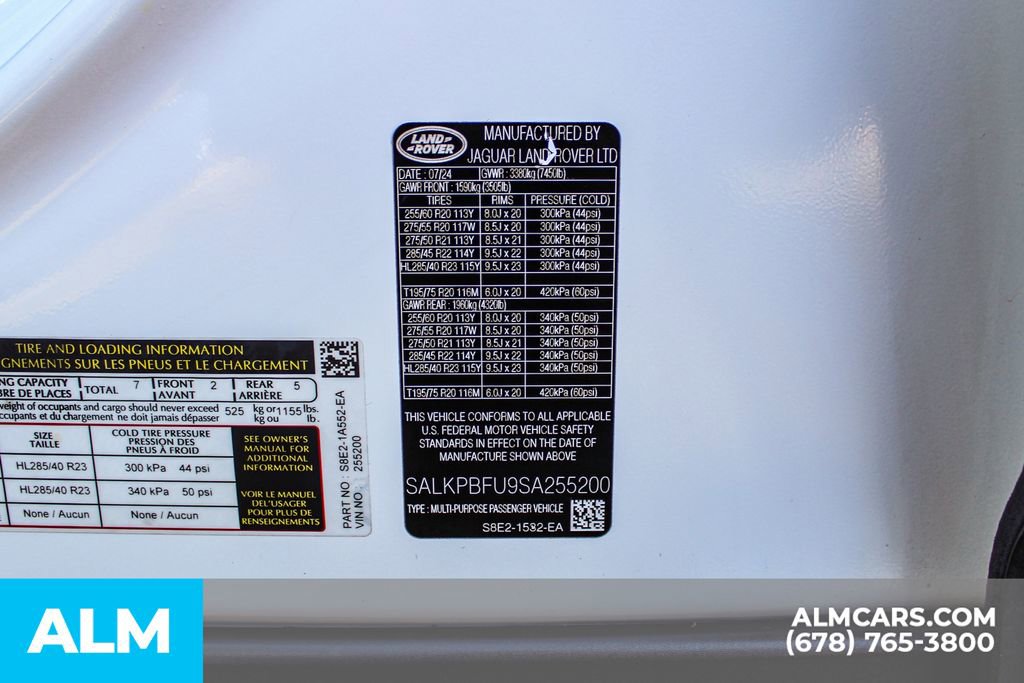 LAND-
-ROVER
MANUFACTURED BY
JAGUAR LAND ROVER LTD
DATE : 07/24 GVWR : 3380kg (7450lb)
GAWR FRONT : 1590kg (3505lb)
TIRES RIMS PRESSURE (COLD)
255/60 R20 113Y 8.0J x 20 300kPa (44psi)
275/55 R20 117W 8.5J x 20 300kPa (44psi)
275/50 R21 113Y 8.5J x 21 300kPa (44psi)
285/45 R22 114Y 9.5J x 22 300kPa (44psi)
HL285/40 R23 115Y 9.5J x 23 300kPa (44psi)
T195/75 R20 116M 6.0J x 20 420kPa (60psi)
GAWR REAR : 1960kg (4320lb)
255/60 R20 113Y 8.0J x 20 340kPa (50psi)
275/55 R20 117W 8.5J x 20 340kPa (50psi)
275/50 R21 113Y 8.5J x 21 340kPa (50psi)
285/45 R22 114Y 9.5J x 22 340kPa (50psi)
HL285/40 R23 115Y 9.5J x 23 340kPa (50psi)
T195/75 R20 116M 6.0J x 20 420kPa (60psi)
THIS VEHICLE CONFORMS TO ALL APPLICABLE
U.S. FEDERAL MOTOR VEHICLE SAFETY
STANDARDS IN EFFECT ON THE DATE OF
MANUFACTURE SHOWN ABOVE
SALKPBFU9SA255200
TYPE : MULTI-PURPOSE PASSENGER VEHICLE
S8E2-1532-EA
TIRE AND LOADING INFORMATION
GNEMENTS SUR LES PNEUS ET LE CHARGEMENT
NG CAPACITY TOTAL 7 FRONT 2 REAR 5
BRE DE PLACES AVANT ARRIÈRE
weight of occupants and cargo should never exceed 525 kg or 1155 lbs.
ccupants et du chargement ne doit jamais dépasser kg ou lb.
SIZE
TAILLE
COLD TIRE PRESSURE
PRESSION DES
PNEUS À FROID
HL285/40 R23 300 kPa 44 psi
HL285/40 R23 340 kPa 50 psi
None / Aucun None / Aucun
SEE OWNER'S
MANUAL FOR
ADDITIONAL
INFORMATION
VOIR LE MANUEL
DEL'USAGER
POUR PLUS DE
RENSEIGNEMENTS
PART NO : S8E2-1A552-EA
VIN NO : 255200
ALM
ALMCARS.COM
(678) 765-3800